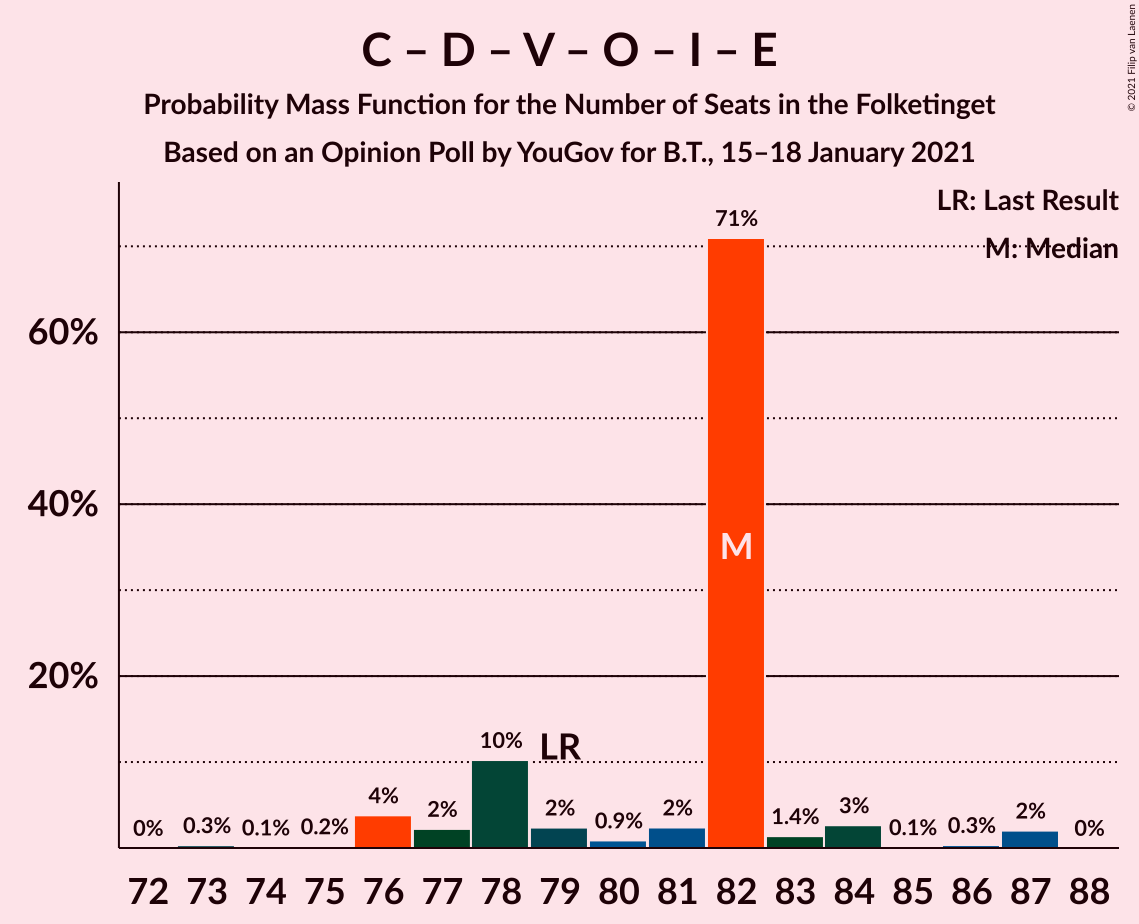 C – D – V – O – I – E
Probability Mass Function for the Number of Seats in the Folketinget
Based on an Opinion Poll by YouGov for B.T., 15–18 January 2021
© 2021 Filip van Laenen
LR: Last Result
M: Median
60%
40%
20%
0% 0.3% 0.1% 0.2% 4% 2% 10% 2% 0.9% 2% 71% 1.4% 3% 0.1% 0.3% 2% 0%
LR
M
72 73 74 75 76 77 78 79 80 81 82 83 84 85 86 87 88